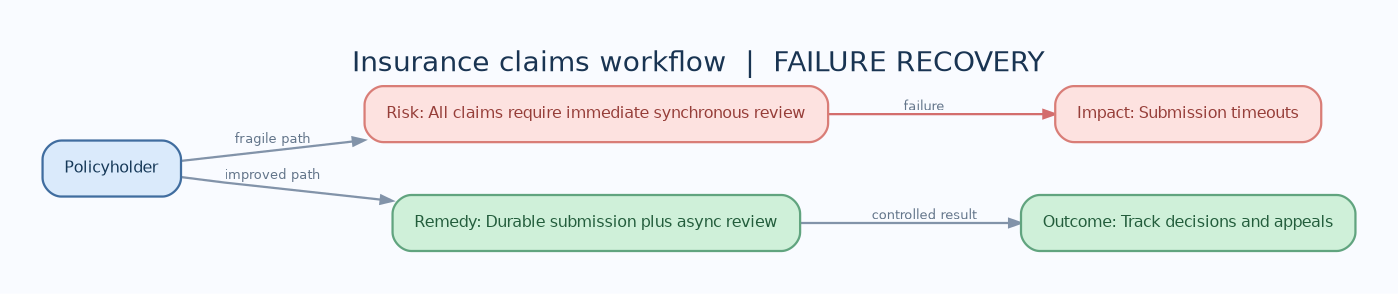 Insurance claims workflow | FAILURE RECOVERY
Risk: All claims require immediate synchronous review
failure
Impact: Submission timeouts
fragile path
Policyholder
improved path
Remedy: Durable submission plus async review
controlled result
Outcome: Track decisions and appeals